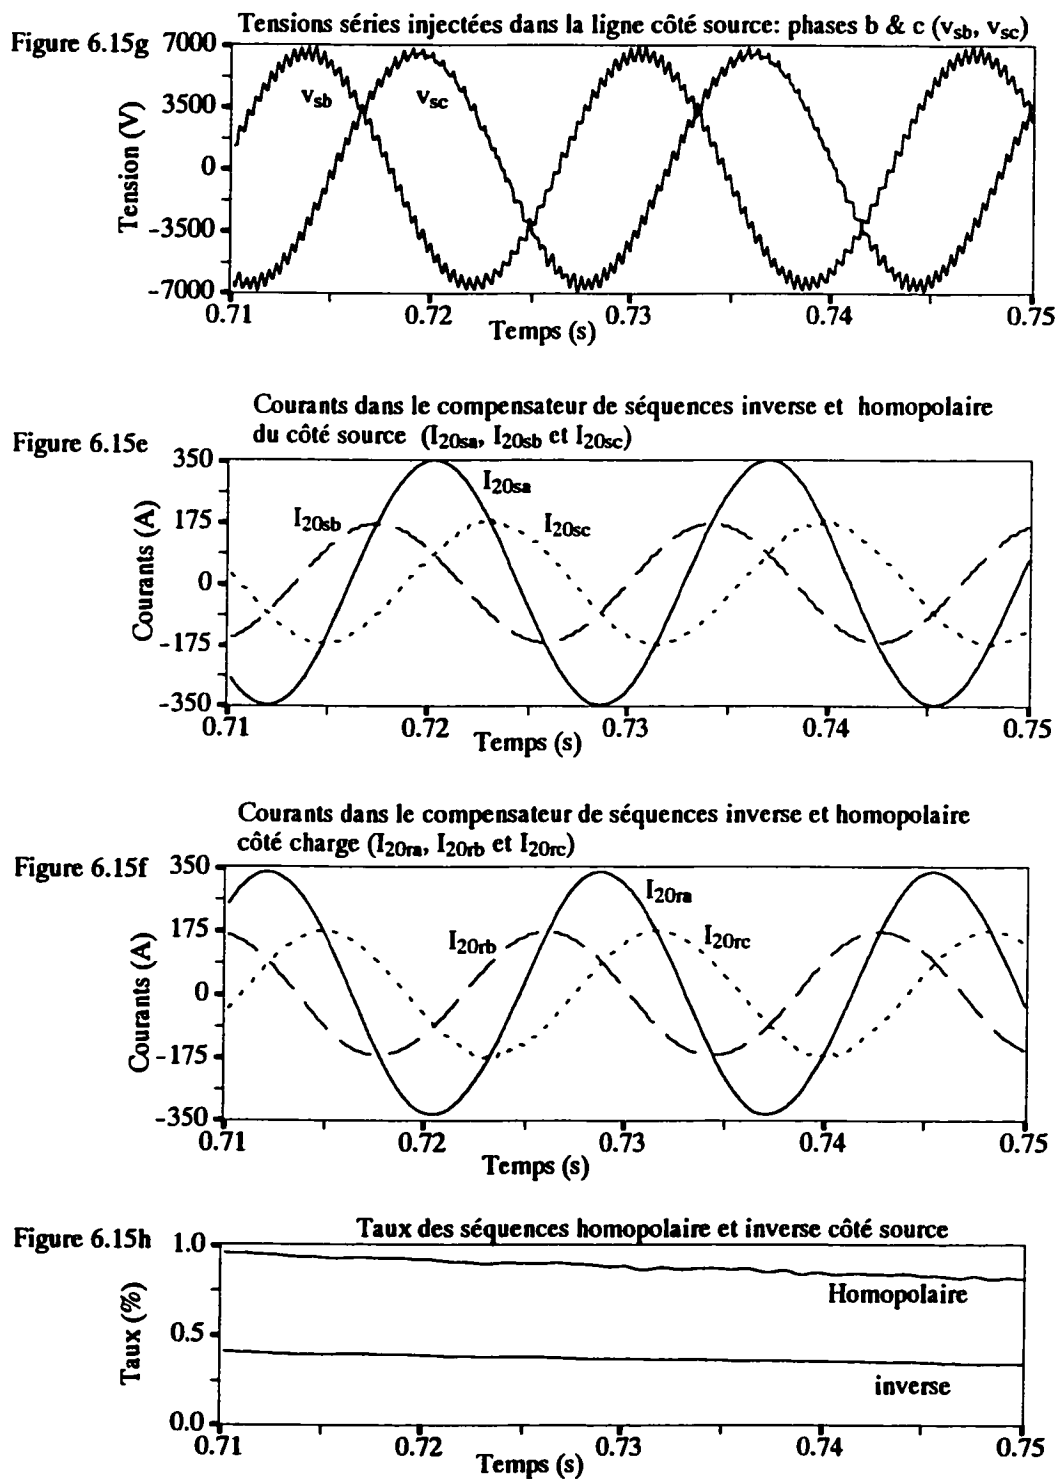 Tensions séries injectées dans la ligne côté source: phases b & c (vsb, vsc)
Figure 6.15g
7000
3500
0
-3500
-7000
Tension (V)
vsb
vsc
0.71
0.72
0.73
0.74
0.75
Temps (s)
Courants dans le compensateur de séquences inverse et homopolaire
du côté source (I20sa, I20sb et I20sc)
Figure 6.15e
350
175
0
-175
-350
Courants (A)
I20sa
I20sb
I20sc
0.71
0.72
0.73
0.74
0.75
Temps (s)
Courants dans le compensateur de séquences inverse et homopolaire
côté charge (I20ra, I20rb et I20rc)
Figure 6.15f
350
175
0
-175
-350
Courants (A)
I20ra
I20rb
I20rc
0.71
0.72
0.73
0.74
0.75
Temps (s)
Figure 6.15h
Taux des séquences homopolaire et inverse côté source
1.0
0.5
0.0
Taux (%)
Homopolaire
inverse
0.71
0.72
0.73
0.74
0.75
Temps (s)